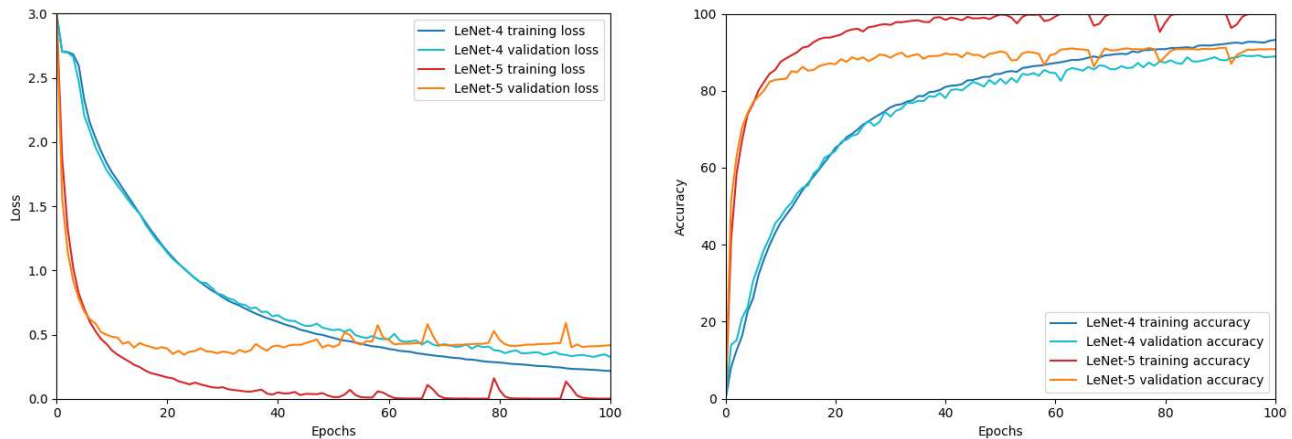 3.0
2.5
2.0
1.5
1.0
0.5
0.0
Loss
0
20
40
60
80
100
Epochs
LeNet-4 training loss
LeNet-4 validation loss
LeNet-5 training loss
LeNet-5 validation loss
100
80
60
40
20
0
Accuracy
0
20
40
60
80
100
Epochs
LeNet-4 training accuracy
LeNet-4 validation accuracy
LeNet-5 training accuracy
LeNet-5 validation accuracy